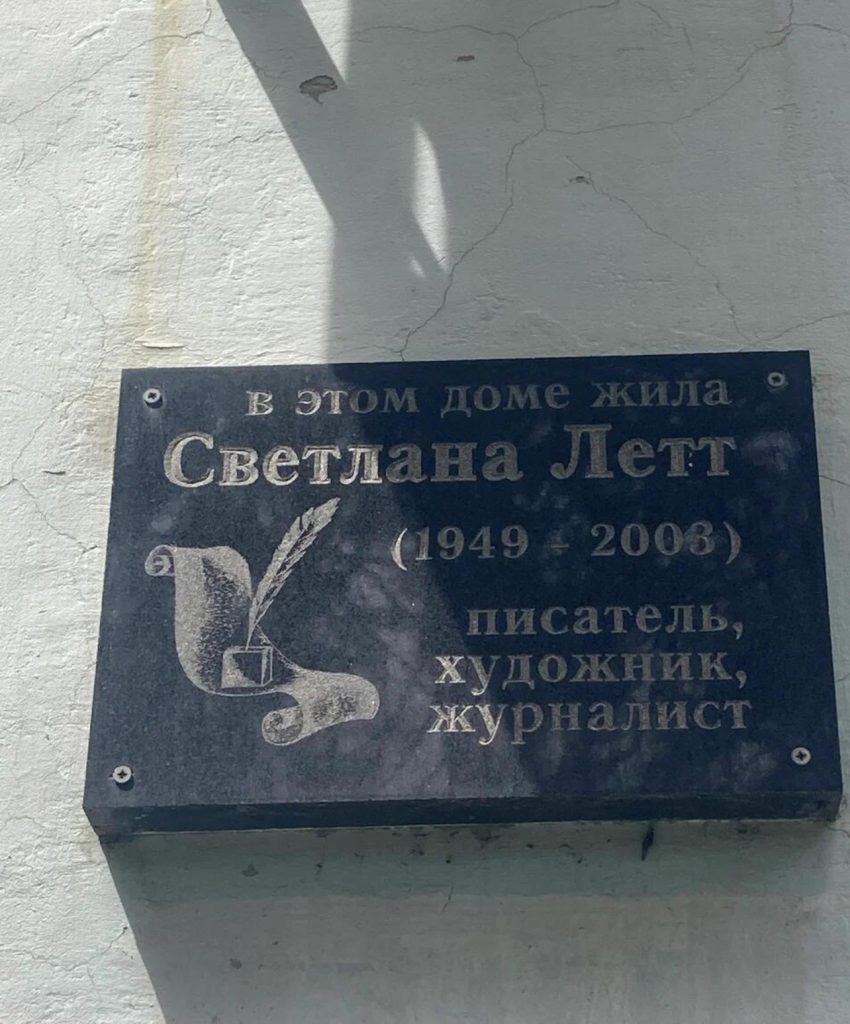 в этом доме жила
Светлана Летт
(1949 - 2003)
писатель,
художник,
журналист